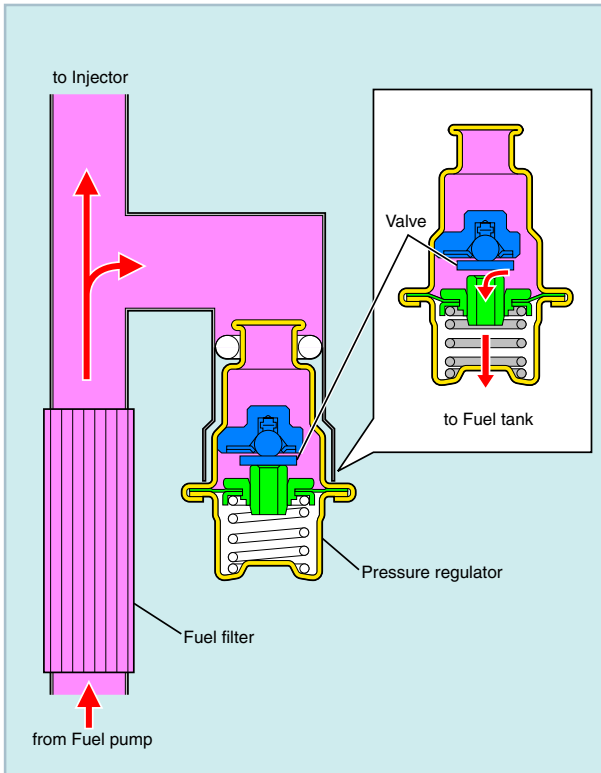 to Injector
Valve
to Fuel tank
Pressure regulator
Fuel filter
from Fuel pump